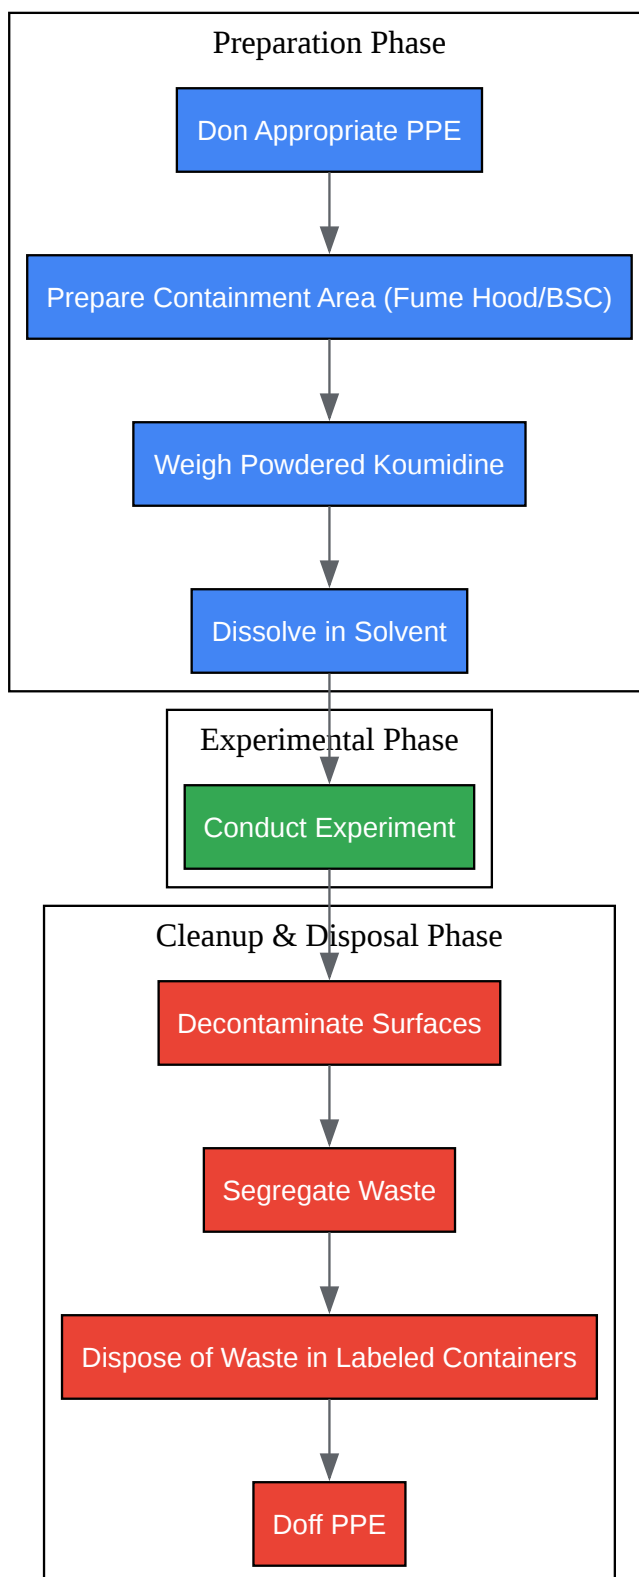 Preparation Phase
Don Appropriate PPE
Prepare Containment Area (Fume Hood/BSC)
Weigh Powdered Koumidine
Dissolve in Solvent
Experimental Phase
Conduct Experiment
Cleanup & Disposal Phase
Decontaminate Surfaces
Segregate Waste
Dispose of Waste in Labeled Containers
Doff PPE